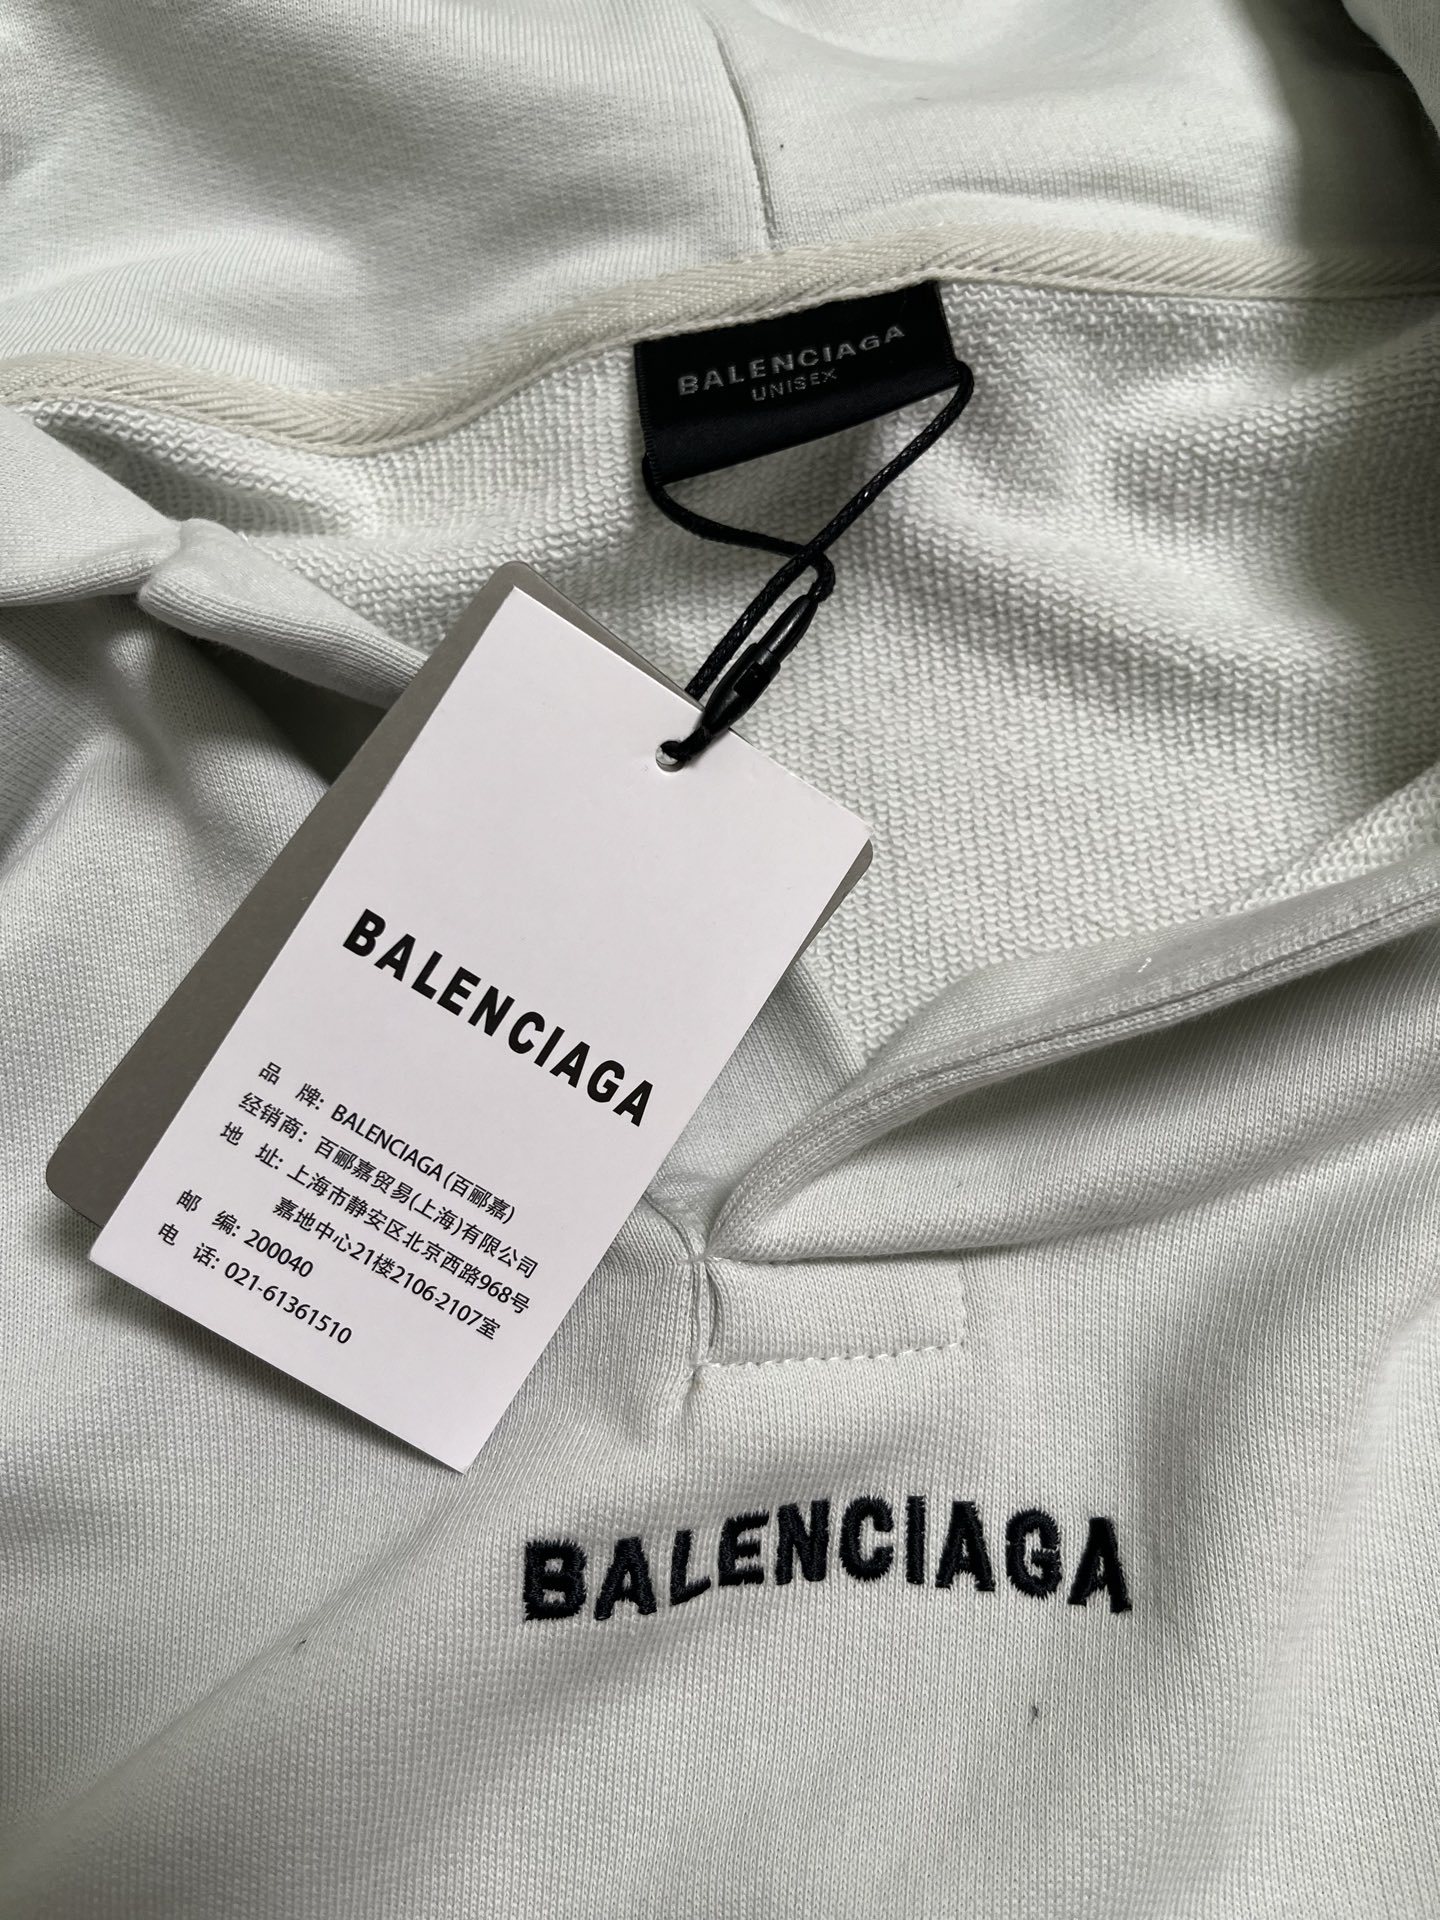 BALENCIAGA
UNISEX
BALENCIAGA
品 牌: BALENCIAGA (百郦嘉)
经销商: 百郦嘉贸易(上海)有限公司
地 址: 上海市静安区北京西路968号
嘉地中心21楼2106-2107室
邮 编: 200040
电 话: 021-61361510
BALENCIAGA